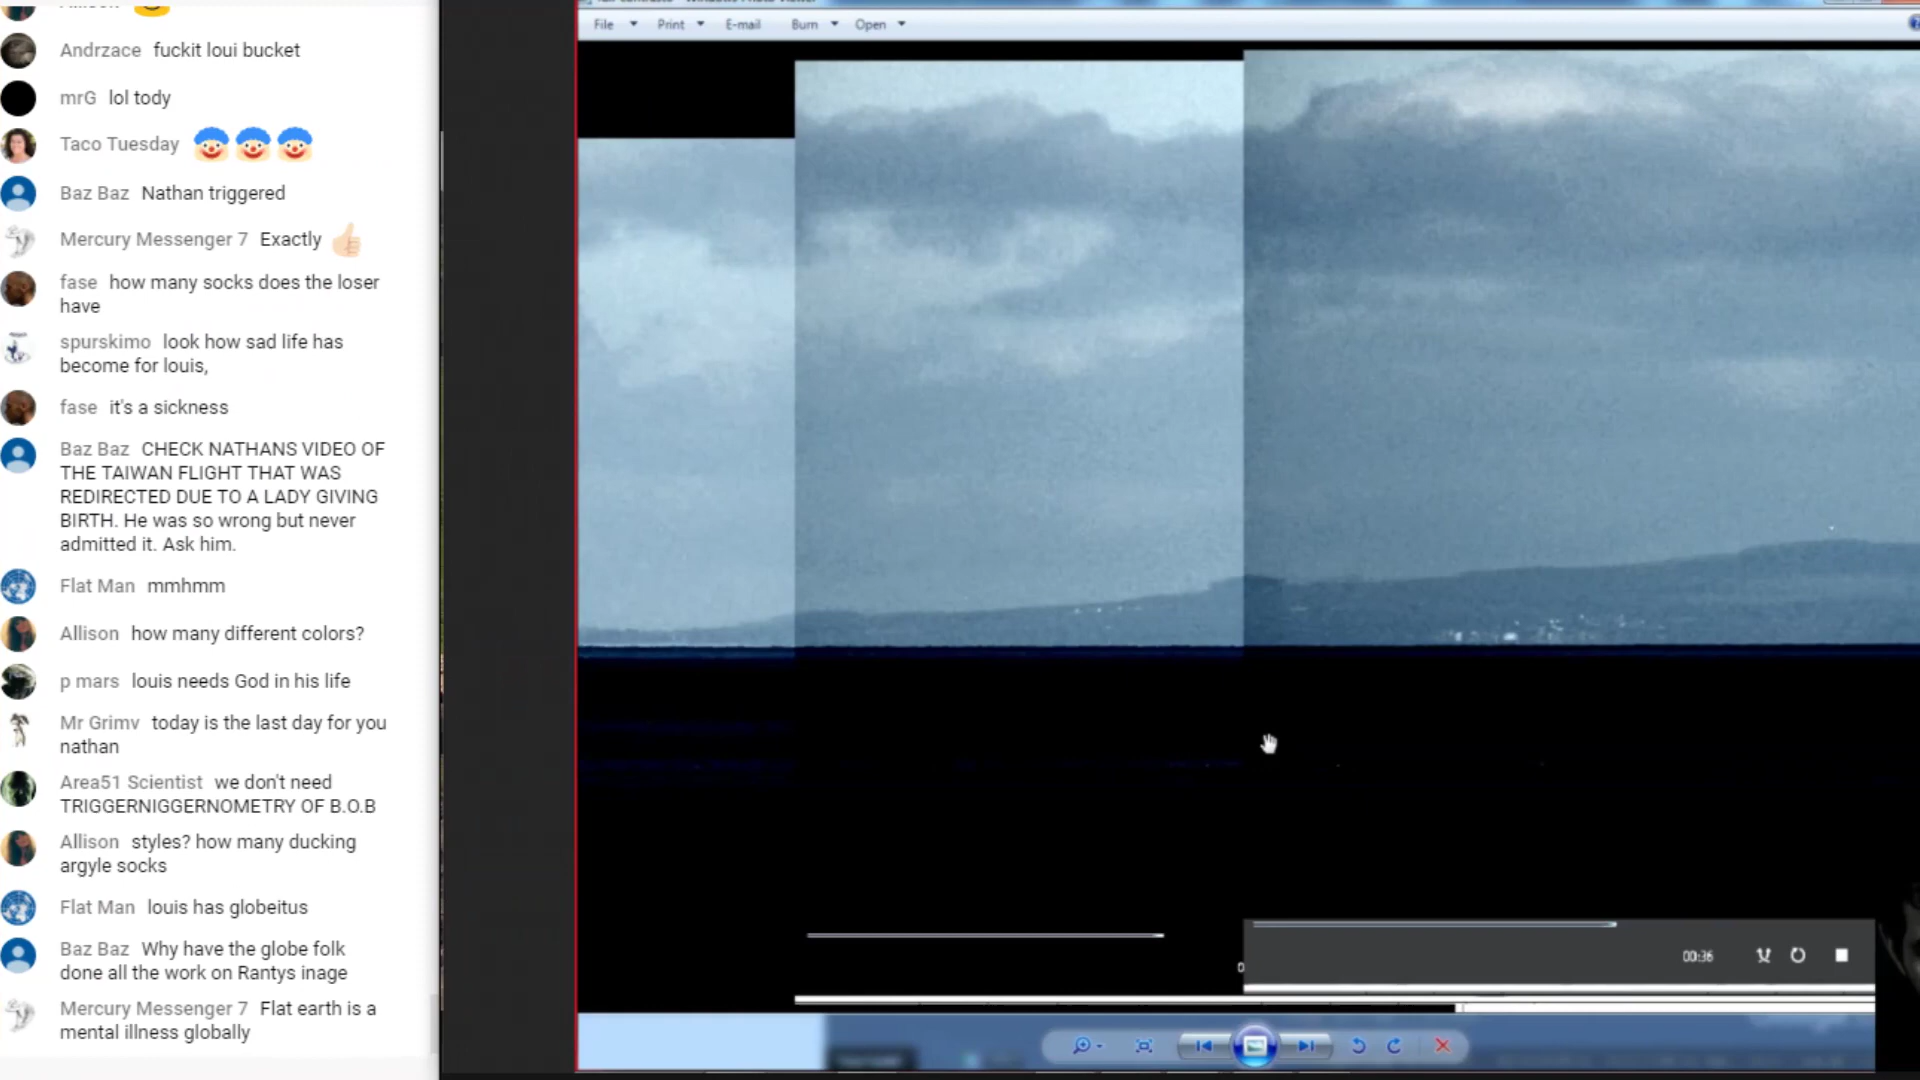 File Print E-mail Burn Open
Andrzace fuckit loui bucket
mrG lol tody
Taco Tuesday
Baz Baz Nathan triggered
Mercury Messenger 7 Exactly
fase how many socks does the loser
have
spurskimo look how sad life has
become for louis,
fase it's a sickness
Baz Baz CHECK NATHANS VIDEO OF
THE TAIWAN FLIGHT THAT WAS
REDIRECTED DUE TO A LADY GIVING
BIRTH. He was so wrong but never
admitted it. Ask him.
Flat Man mmhmm
Allison how many different colors?
p mars louis needs God in his life
Mr Grimv today is the last day for you
nathan
Area51 Scientist we don't need
TRIGGERNIGGERNOMETRY OF B.O.B
Allison styles? how many ducking
argyle socks
Flat Man louis has globeitus
Baz Baz Why have the globe folk
done all the work on Rantys inage
Mercury Messenger 7 Flat earth is a
mental illness globally
00:36